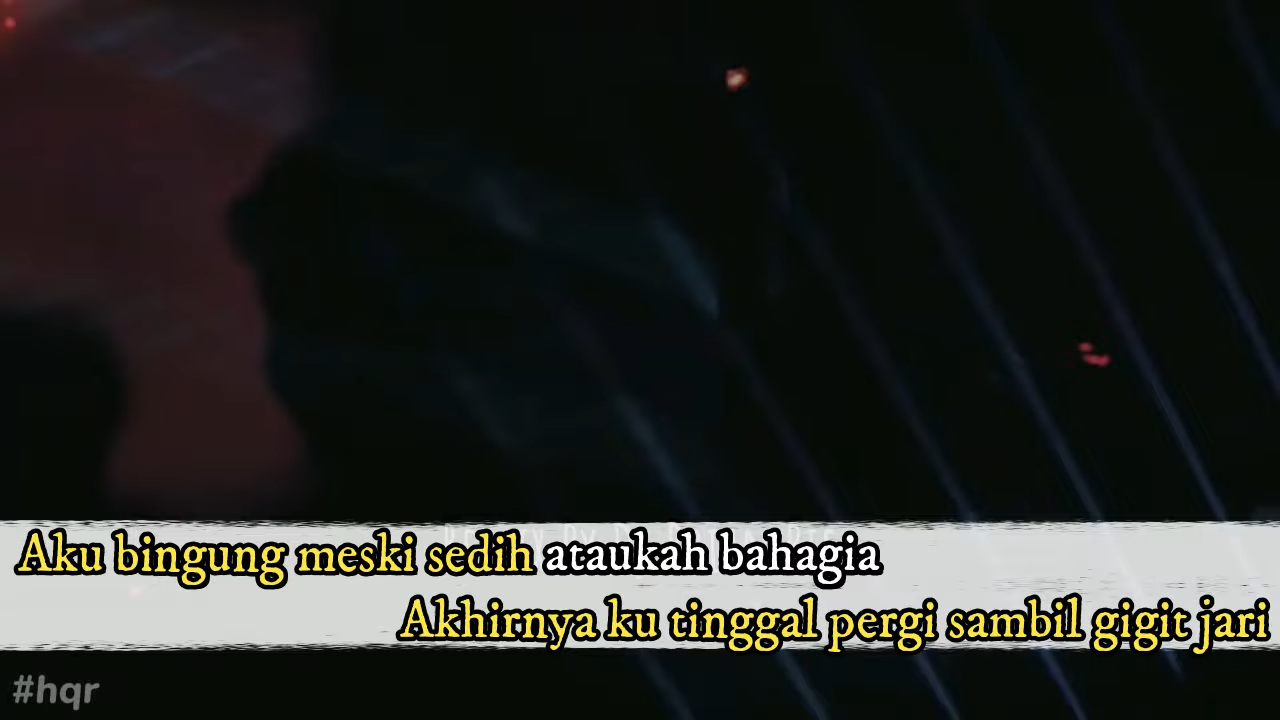 Aku bingung meski sedih ataukah bahagia
Akhirnya ku tinggal pergi sambil gigit jari
#hqr